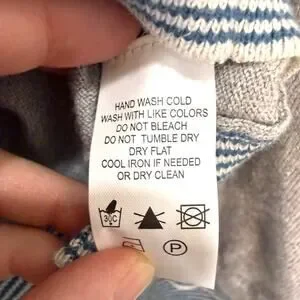 HAND WASH COLD
WASH WITH LIKE COLORS
DO NOT BLEACH
DO NOT TUMBLE DRY
DRY FLAT
COOL IRON IF NEEDED
OR DRY CLEAN
30C
P